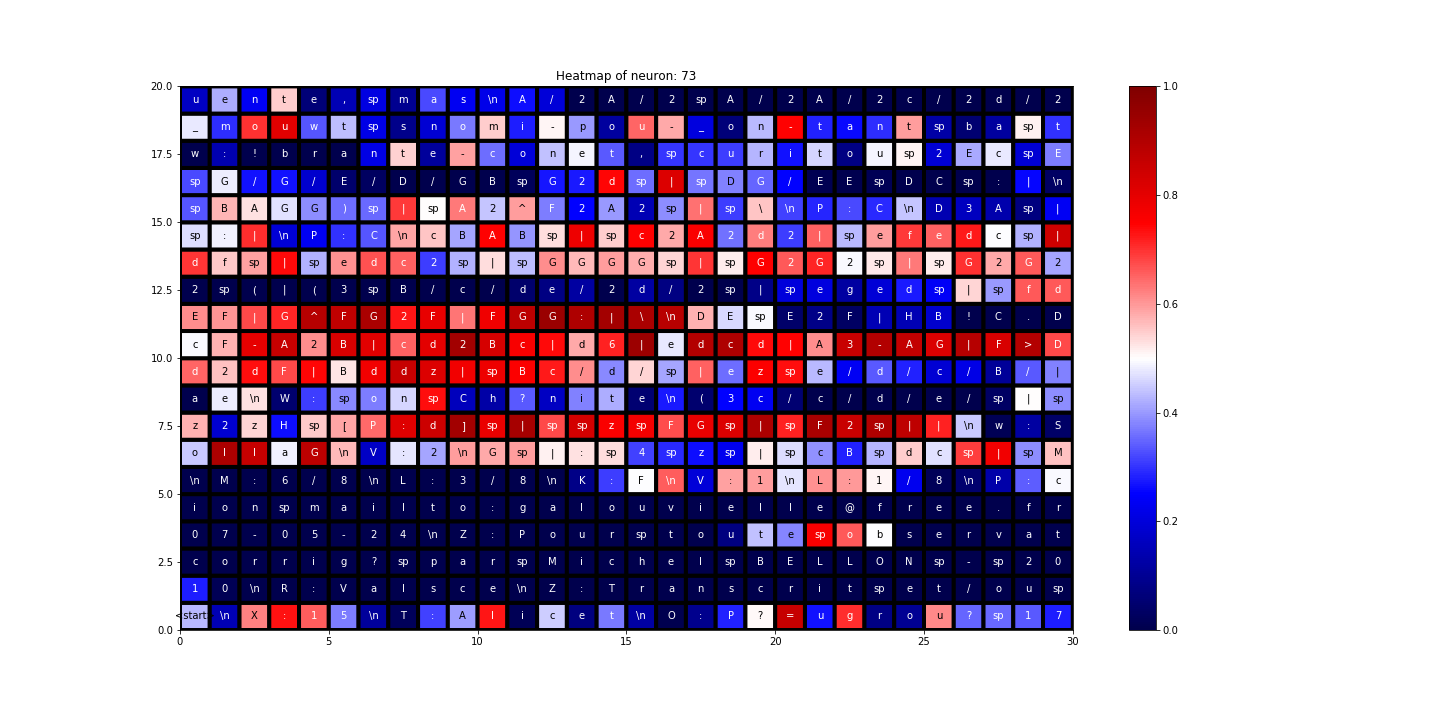 Heatmap of neuron: 73
20.0 u e n t e , sp m a s \n A / 2 A / 2 sp A / 2 A / 2 c / 2 d / 2 1.0
_ m o u w t sp s n o m i - p o u - _ o n - t a n t sp b a sp t
17.5 w : ! b r a n t e - c o n e t , sp c u r i t o u sp 2 E c sp E
sp G / G / E / D / G B sp G 2 d sp | sp D G / E E sp D C sp : | \n 0.8
15.0 sp B A G G ) sp | sp A 2 ^ F 2 A 2 sp | sp \ \n P : C \n D 3 A sp |
sp : | \n P : C \n c B A B sp | sp c 2 A 2 d 2 | sp e f e d c sp |
d f sp | sp e d c 2 sp | sp G G G G sp | sp G 2 G 2 sp | sp G 2 G 2
12.5 2 sp ( | ( 3 sp B / c / d e / 2 d / 2 sp | sp e g e d sp | sp f d 0.6
E F | G ^ F G 2 F | F G G : | \ \n D E sp E 2 F | H B ! C . D
10.0 c F - A 2 B | c d 2 B c | d 6 | e d c d | A 3 - A G | F > D
d 2 d F | B d d z | sp B c / d / sp | e z sp e / d / c / B / |
a e \n W : sp o n sp C h ? n i t e \n ( 3 c / c / d / e / sp | sp 0.4
7.5 z 2 z H sp [ P : d ] sp | sp sp z sp F G sp | sp F 2 sp | | \n w : S
o l l a G \n V : 2 \n G sp | : sp 4 sp z sp | sp c B sp d c sp | sp M
5.0 \n M : 6 / 8 \n L : 3 / 8 \n K : F \n V : 1 \n L : 1 / 8 \n P : c
i o n sp m a i l t o : g a l o u v i e l l e @ f r e e . f r 0.2
0 7 - 0 5 - 2 4 \n Z : P o u r sp t o u t e sp o b s e r v a t
2.5 c o r r i g ? sp p a r sp M i c h e l sp B E L L O N sp - sp 2 0
1 0 \n R : V a l s c e \n Z : T r a n s c r i t sp e t / o u sp
<start \n X : 1 5 \n T : A l i c e t \n O : P ? = u g r o u ? sp 1 7
0.0 0.0
0 5 10 15 20 25 30